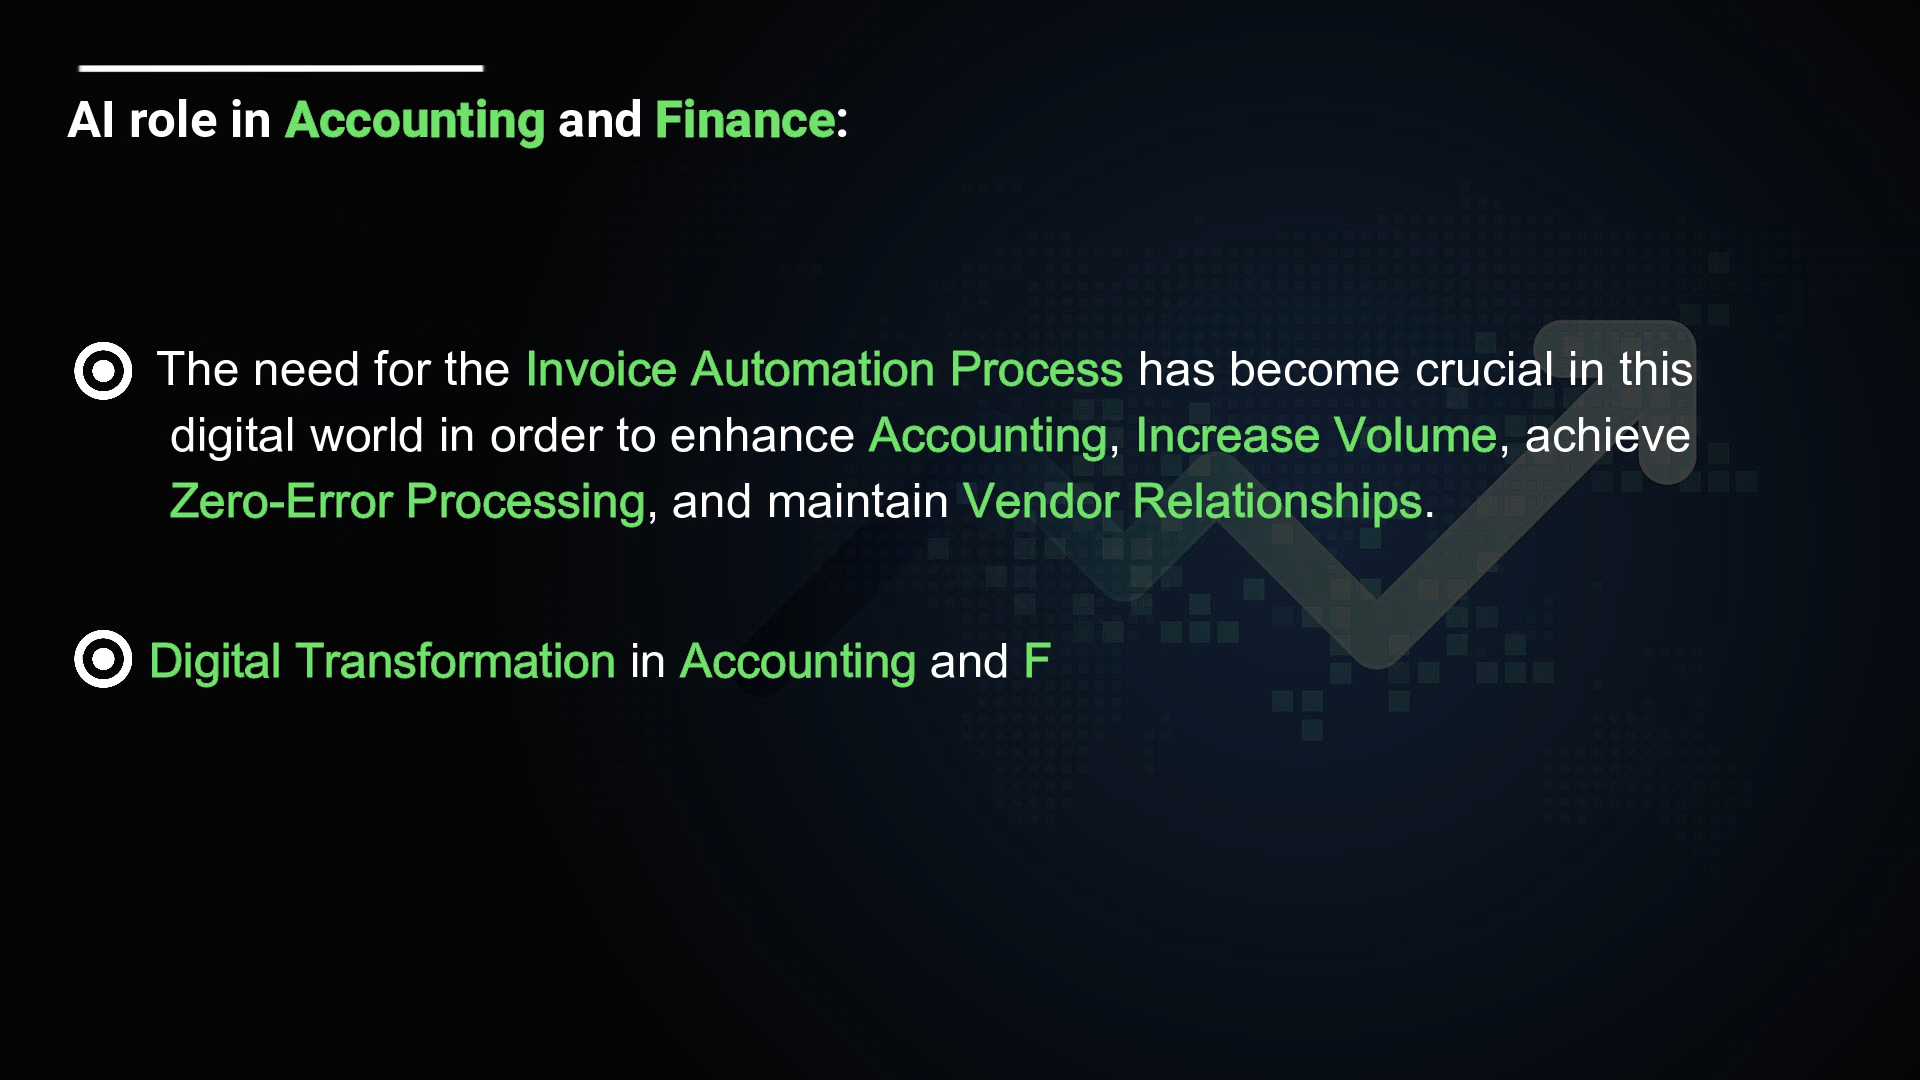 AI role in Accounting and Finance:
The need for the Invoice Automation Process has become crucial in this
digital world in order to enhance Accounting, Increase Volume, achieve
Zero-Error Processing, and maintain Vendor Relationships.
Digital Transformation in Accounting and F